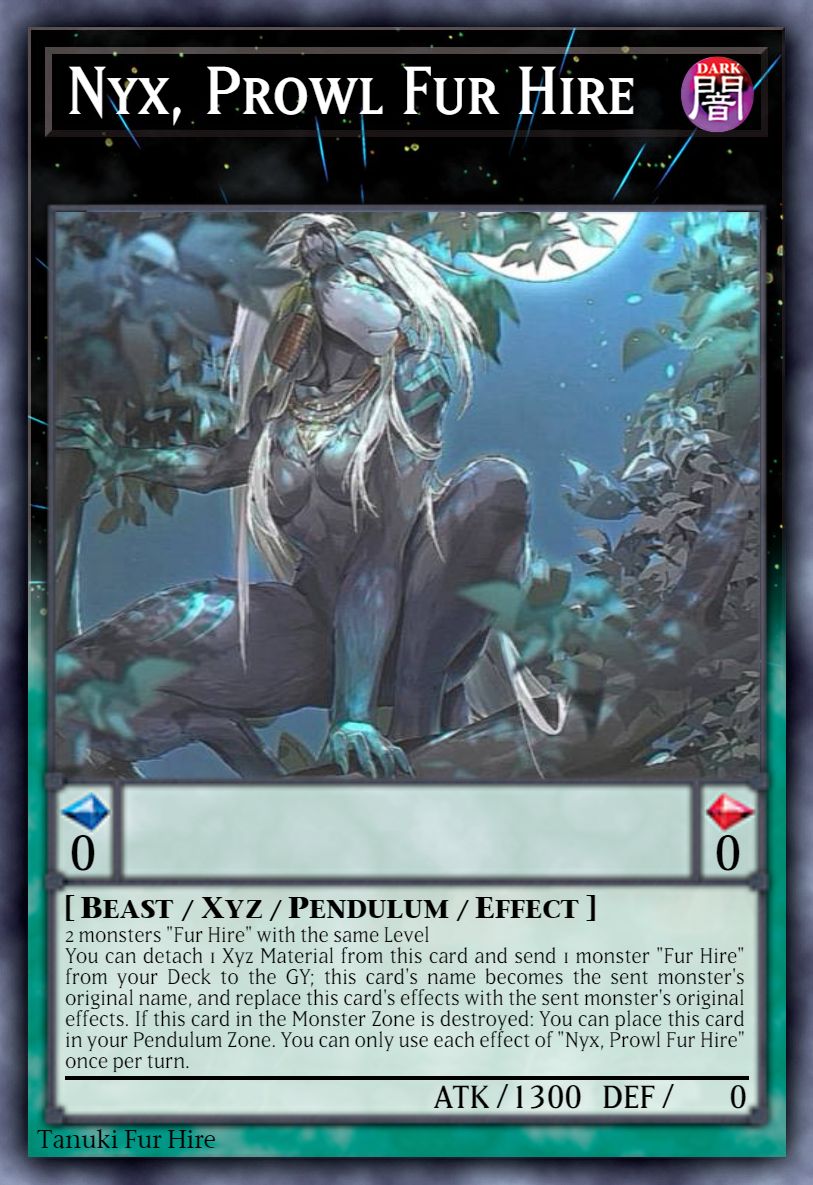 Nyx, Prowl Fur Hire
DARK
闇
0
0
[ Beast / Xyz / Pendulum / Effect ]
2 monsters "Fur Hire" with the same Level
You can detach 1 Xyz Material from this card and send 1 monster "Fur Hire"
from your Deck to the GY; this card's name becomes the sent monster's
original name, and replace this card's effects with the sent monster's original
effects. If this card in the Monster Zone is destroyed: You can place this card
in your Pendulum Zone. You can only use each effect of "Nyx, Prowl Fur Hire"
once per turn.
ATK / 1300 DEF / 0
Tanuki Fur Hire